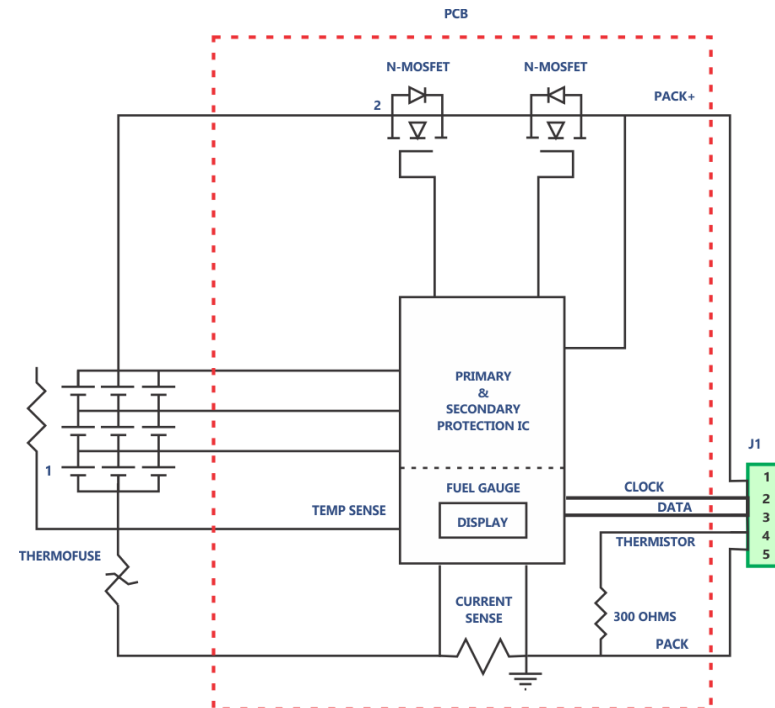 PCB
N-MOSFET
N-MOSFET
2
PACK+
PRIMARY
&
SECONDARY
PROTECTION IC
1
J1
1
FUEL GAUGE
CLOCK
2
DATA
3
TEMP SENSE
DISPLAY
4
THERMISTOR
5
THERMOFUSE
CURRENT
SENSE
300 OHMS
PACK